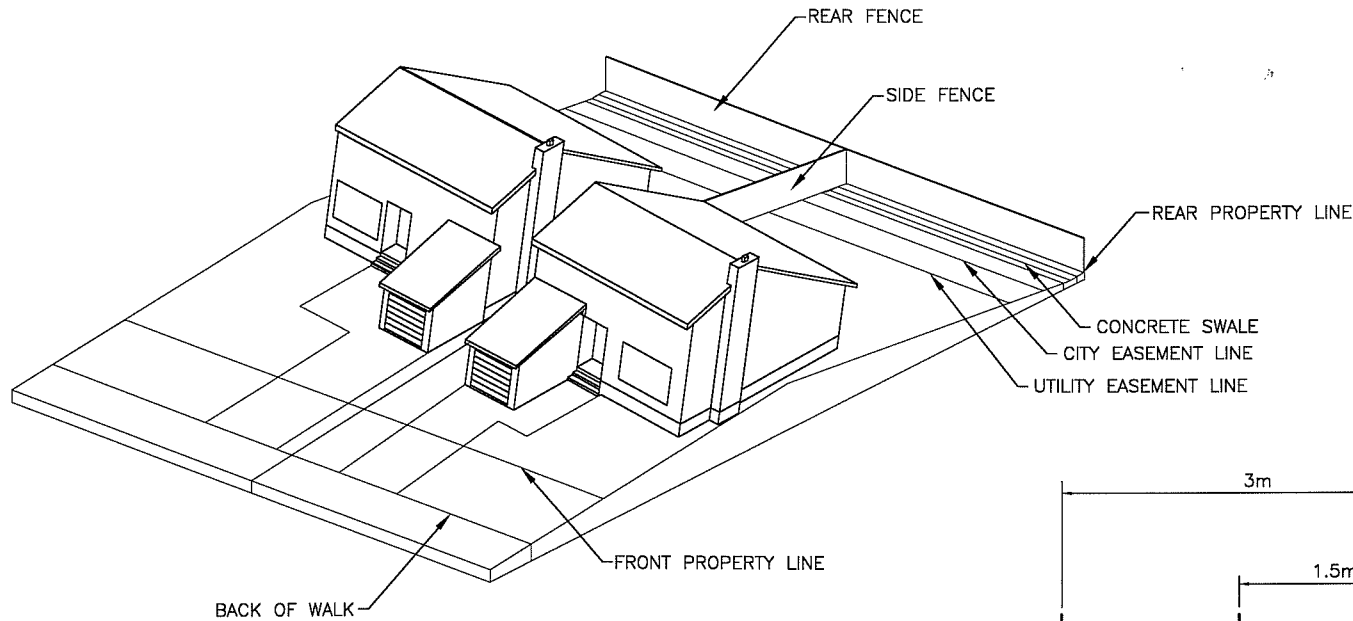 REAR FENCE
SIDE FENCE
REAR PROPERTY LINE
CONCRETE SWALE
CITY EASEMENT LINE
UTILITY EASEMENT LINE
3m
1.5m
FRONT PROPERTY LINE
BACK OF WALK